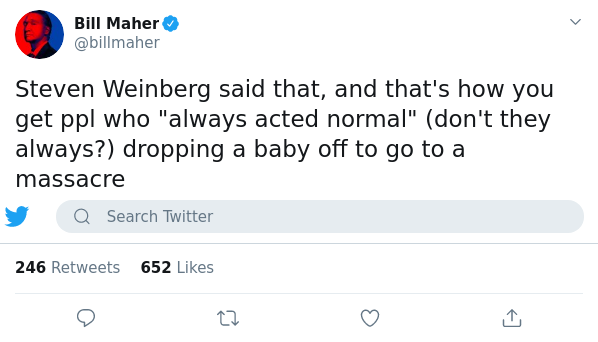 Bill Maher
@billmaher
Steven Weinberg said that, and that's how you
get ppl who "always acted normal" (don't they
always?) dropping a baby off to go to a
massacre
Search Twitter
246 Retweets 652 Likes